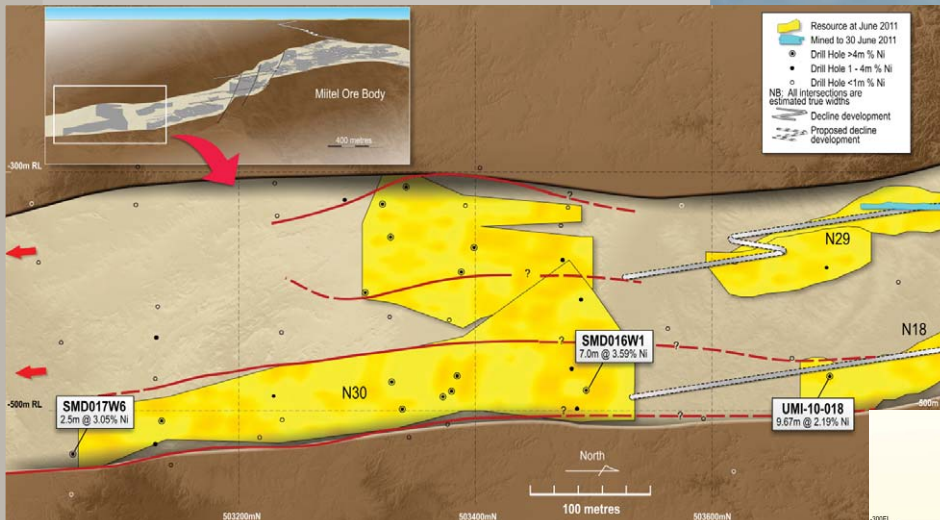 Resource at June 2011
Mined to 30 June 2011
Drill Hole >4m % Ni
Drill Hole 1 - 4m % Ni
Drill Hole <1m % Ni
NB: All intersections are
estimated true widths
Decline development
Proposed decline
development
Miitel Ore Body
400 metres
-300m RL
?
?
N29
?
SMD016W1
7.0m @ 3.59% Ni
?
N18
N30
-500m RL
SMD017W6
2.5m @ 3.05% Ni
?
?
UMI-10-018
9.67m @ 2.19% Ni
North
100 metres
503200mN
503400mN
503600mN